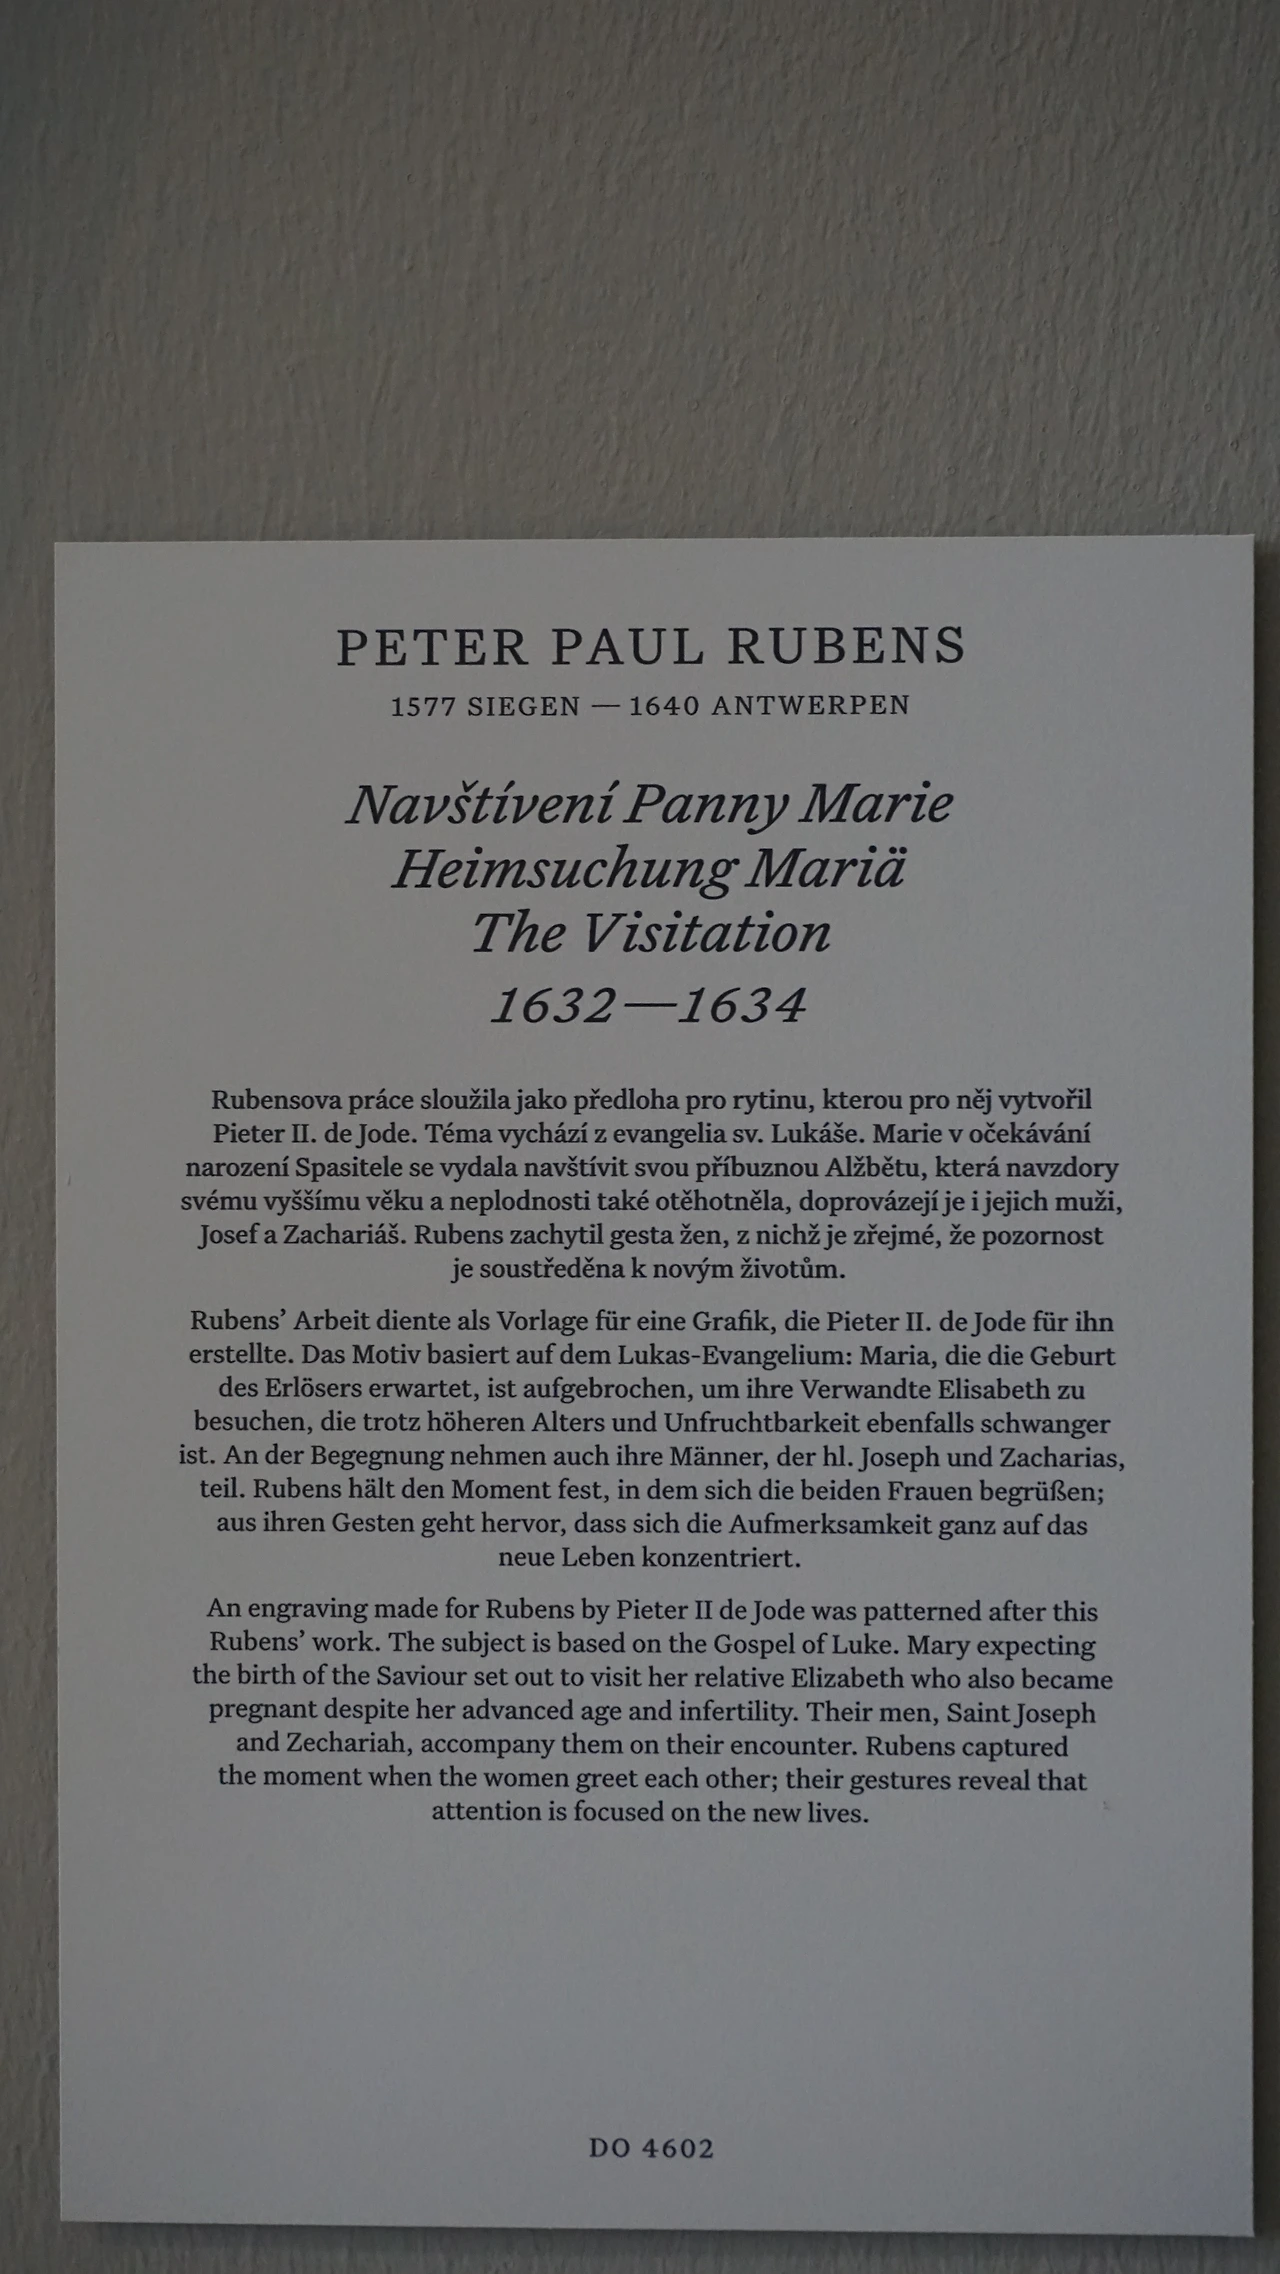 PETER PAUL RUBENS
1577 SIEGEN — 1640 ANTWERPEN
Navštívení Panny Marie
Heimsuchung Mariä
The Visitation
1632—1634
Rubensova práce sloužila jako předloha pro rytinu, kterou pro něj vytvořil
Pieter II. de Jode. Téma vychází z evangelia sv. Lukáše. Marie v očekávání
narození Spasitele se vydala navštívit svou příbuznou Alžbětu, která navzdory
svému vyššímu věku a neplodnosti také otěhotněla, doprovázejí je i jejich muži,
Josef a Zachariáš. Rubens zachytil gesta žen, z nichž je zřejmé, že pozornost
je soustředěna k novým životům.
Rubens’ Arbeit diente als Vorlage für eine Grafik, die Pieter II. de Jode für ihn
erstellte. Das Motiv basiert auf dem Lukas-Evangelium: Maria, die die Geburt
des Erlösers erwartet, ist aufgebrochen, um ihre Verwandte Elisabeth zu
besuchen, die trotz höheren Alters und Unfruchtbarkeit ebenfalls schwanger
ist. An der Begegnung nehmen auch ihre Männer, der hl. Joseph und Zacharias,
teil. Rubens hält den Moment fest, in dem sich die beiden Frauen begrüßen;
aus ihren Gesten geht hervor, dass sich die Aufmerksamkeit ganz auf das
neue Leben konzentriert.
An engraving made for Rubens by Pieter II de Jode was patterned after this
Rubens’ work. The subject is based on the Gospel of Luke. Mary expecting
the birth of the Saviour set out to visit her relative Elizabeth who also became
pregnant despite her advanced age and infertility. Their men, Saint Joseph
and Zechariah, accompany them on their encounter. Rubens captured
the moment when the women greet each other; their gestures reveal that
attention is focused on the new lives.
DO 4602